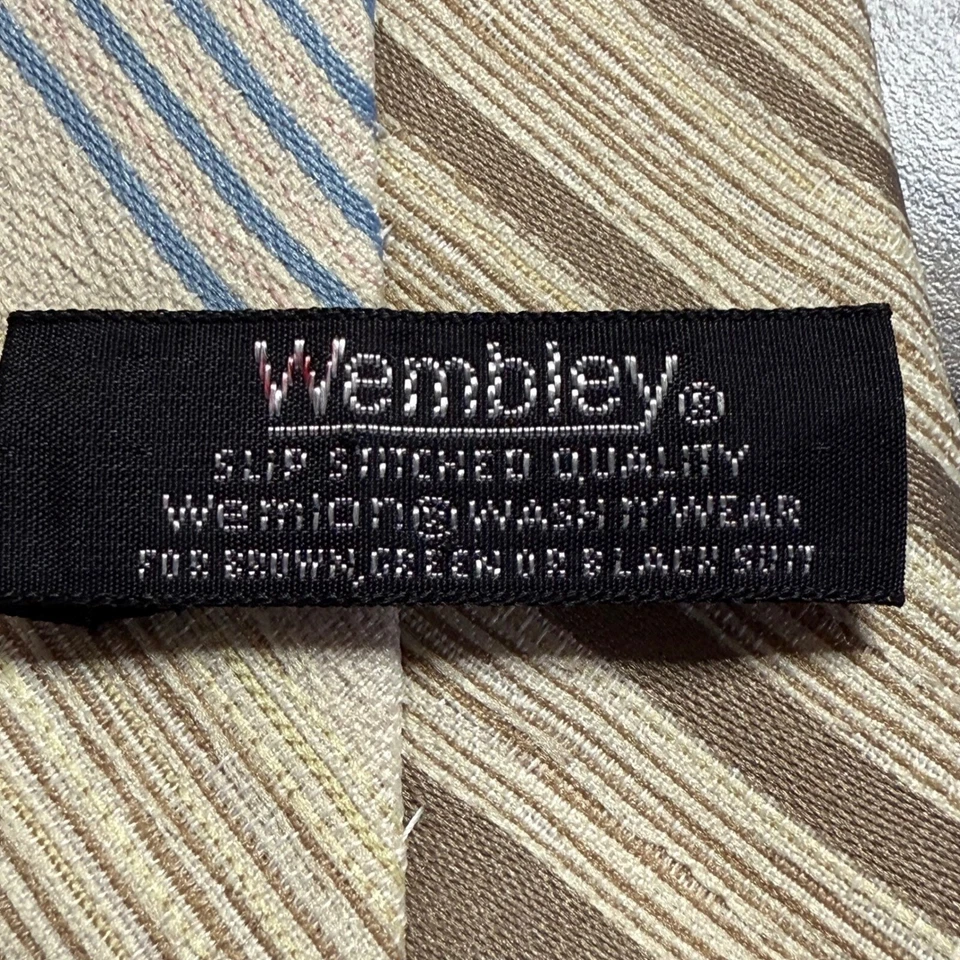 Wembley®
SLIP STITCHED QUALITY
Wemlon® WASH N' WEAR
FOR BROWN, GREEN OR BLACK SUIT